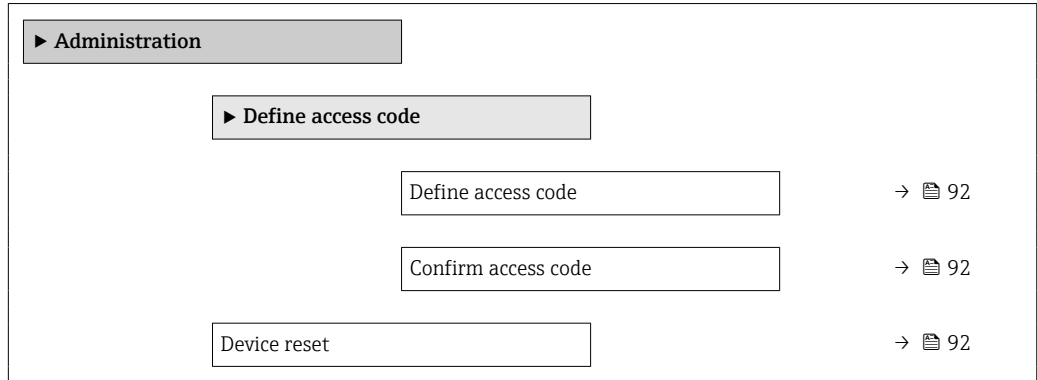 ▶ Administration
▶ Define access code
Define access code → 92
Confirm access code → 92
Device reset → 92